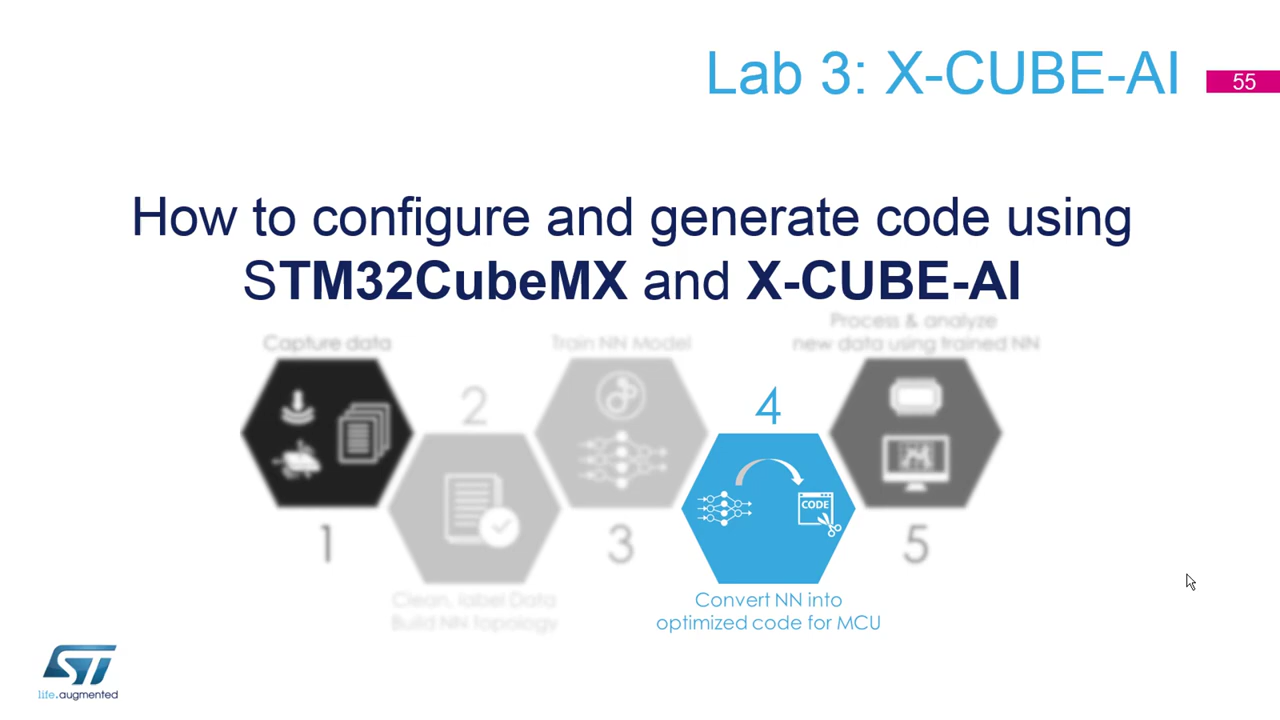 Lab 3: X-CUBE-AI
55
How to configure and generate code using
STM32CubeMX and X-CUBE-AI
Capture data
Train NN Model
Process & analyze
new data using trained NN
2
4
CODE
1
3
5
Clean, label Data
Build NN topology
Convert NN into
optimized code for MCU
ST
life.augmented